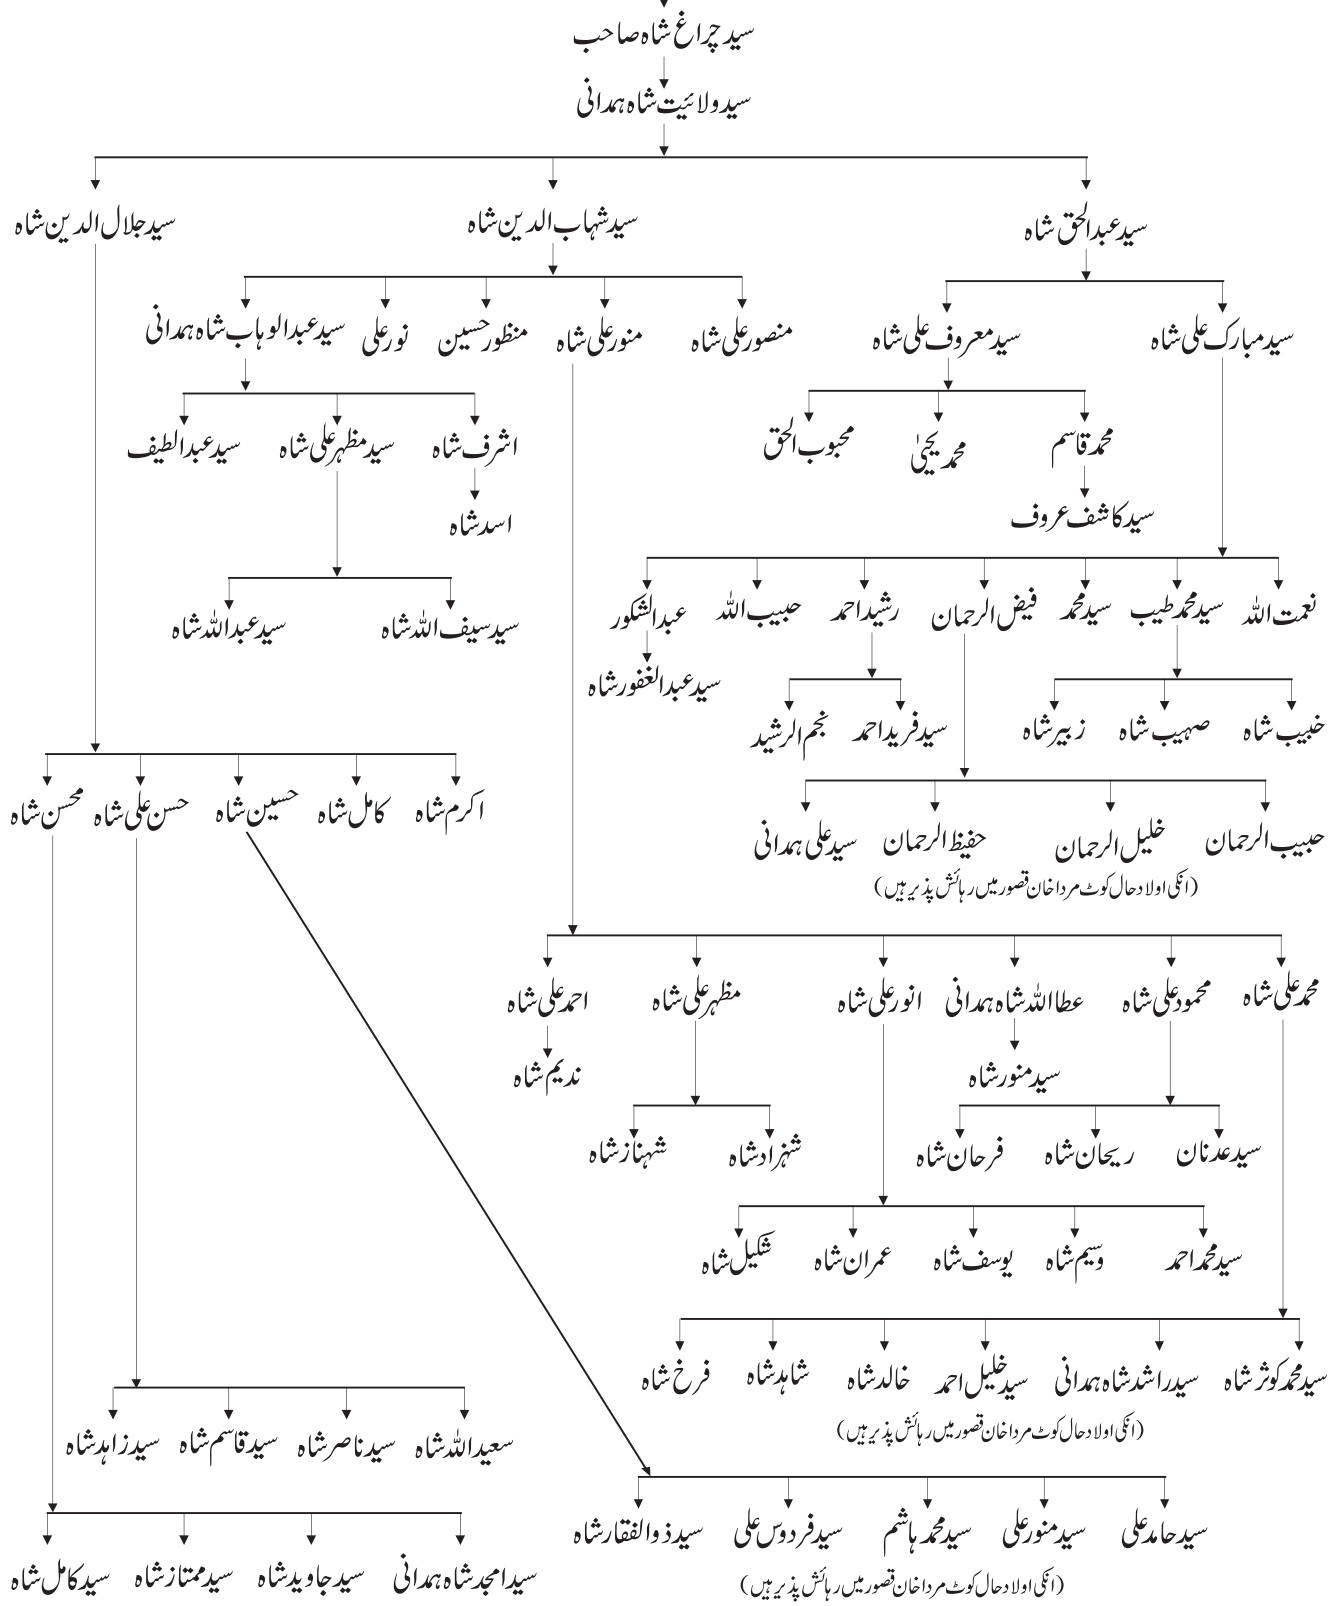 سید چراغ شاہ صاحب
سید ولائیت شاہ ہمدانی
سید عبدالحق شاہ سید شہاب الدین شاہ سید جلال الدین شاہ
سید مبارک علی شاہ سید معروف علی شاہ منصور علی شاہ منور علی شاہ منظور حسین نور علی سید عبدالوہاب شاہ ہمدانی
محمد قاسم محمد یحییٰ محبوب الحق اشرف شاہ سید مظہر علی شاہ سید عبدالطیف
سید کاشف عروف اسد شاہ
نعمت اللہ سید محمد طیب سید محمد فیض الرحمان رشید احمد حبیب اللہ عبدالشکور سید سیف اللہ شاہ سید عبداللہ شاہ
سید عبدالغفور شاہ
خبیب شاہ صہیب شاہ زبیر شاہ سید فرید احمد نجم الرشید
اکرم شاہ کامل شاہ حسین شاہ حسن علی شاہ محسن شاہ
حبیب الرحمان خلیل الرحمان حفیظ الرحمان سید علی ہمدانی
(انکی اولاد حال کوٹ مرداخان قصور میں رہائش پذیر ہیں)
محمد علی شاہ محمود علی شاہ عطااللہ شاہ ہمدانی انور علی شاہ مظہر علی شاہ احمد علی شاہ
سید منور شاہ ندیم شاہ
سید عدنان ریحان شاہ فرحان شاہ شہزاد شاہ شہناز شاہ
سید محمد احمد وسیم شاہ یوسف شاہ عمران شاہ شکیل شاہ
سید محمد کوثر شاہ سید راشد شاہ ہمدانی سید خلیل احمد خالد شاہ شاہد شاہ فرخ شاہ
(انکی اولاد حال کوٹ مرداخان قصور میں رہائش پذیر ہیں)
سعید اللہ شاہ سید ناصر شاہ سید قاسم شاہ سید زاہد شاہ
سید حامد علی سید منور علی سید محمد ہاشم سید فردوس علی سید ذوالفقار شاہ
سید امجد شاہ ہمدانی سید جاوید شاہ سید ممتاز شاہ سید کامل شاہ
(انکی اولاد حال کوٹ مرداخان قصور میں رہائش پذیر ہیں)